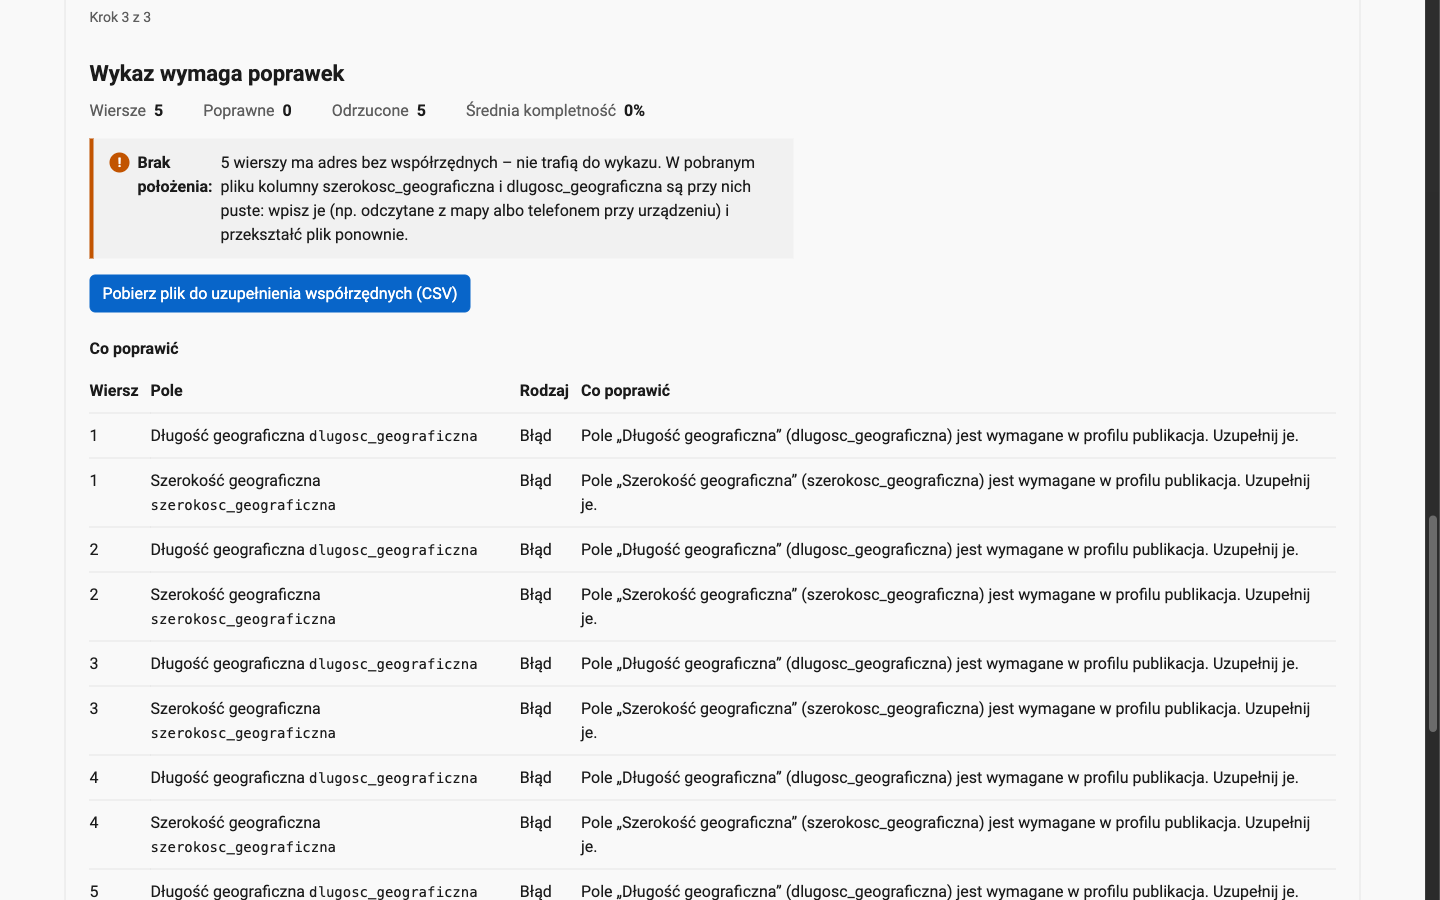 Krok 3 z 3
Wykaz wymaga poprawek
Wiersze 5 Poprawne 0 Odrzucone 5 Średnia kompletność 0%
! Brak położenia:
5 wierszy ma adres bez współrzędnych – nie trafią do wykazu. W pobranym
pliku kolumny szerokosc_geograficzna i dlugosc_geograficzna są przy nich
puste: wpisz je (np. odczytane z mapy albo telefonem przy urządzeniu) i
przekształć plik ponownie.
Pobierz plik do uzupełnienia współrzędnych (CSV)
Co poprawić
Wiersz Pole Rodzaj Co poprawić
1 Długość geograficzna dlugosc_geograficzna Błąd Pole „Długość geograficzna” (dlugosc_geograficzna) jest wymagane w profilu publikacja. Uzupełnij je.
1 Szerokość geograficzna szerokosc_geograficzna Błąd Pole „Szerokość geograficzna” (szerokosc_geograficzna) jest wymagane w profilu publikacja. Uzupełnij je.
2 Długość geograficzna dlugosc_geograficzna Błąd Pole „Długość geograficzna” (dlugosc_geograficzna) jest wymagane w profilu publikacja. Uzupełnij je.
2 Szerokość geograficzna szerokosc_geograficzna Błąd Pole „Szerokość geograficzna” (szerokosc_geograficzna) jest wymagane w profilu publikacja. Uzupełnij je.
3 Długość geograficzna dlugosc_geograficzna Błąd Pole „Długość geograficzna” (dlugosc_geograficzna) jest wymagane w profilu publikacja. Uzupełnij je.
3 Szerokość geograficzna szerokosc_geograficzna Błąd Pole „Szerokość geograficzna” (szerokosc_geograficzna) jest wymagane w profilu publikacja. Uzupełnij je.
4 Długość geograficzna dlugosc_geograficzna Błąd Pole „Długość geograficzna” (dlugosc_geograficzna) jest wymagane w profilu publikacja. Uzupełnij je.
4 Szerokość geograficzna szerokosc_geograficzna Błąd Pole „Szerokość geograficzna” (szerokosc_geograficzna) jest wymagane w profilu publikacja. Uzupełnij je.
5 Długość geograficzna dlugosc_geograficzna Błąd Pole „Długość geograficzna” (dlugosc_geograficzna) jest wymagane w profilu publikacja. Uzupełnij je.